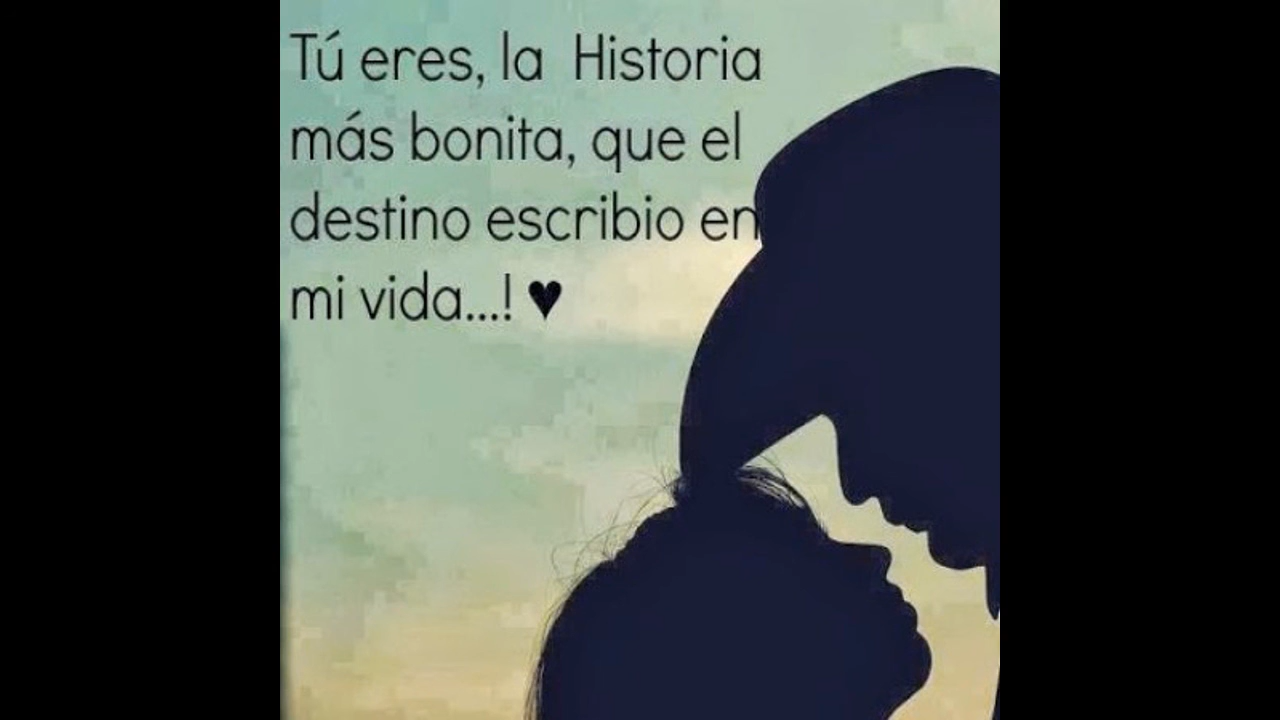 Tú eres, la Historia
más bonita, que el
destino escribio en
mi vida...! ♥